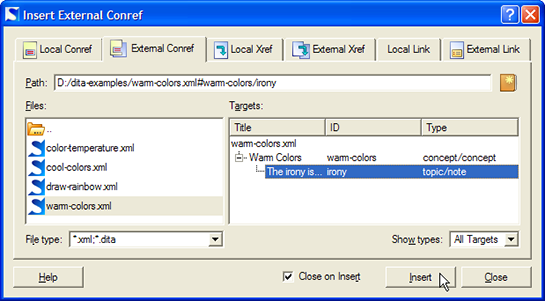 Insert External Conref
Local Conref External Conref Local Xref External Xref Local Link External Link
Path: D:/dita-examples/warm-colors.xml#warm-colors/irony
Files: Targets:
..
color-temperature.xml
cool-colors.xml
draw-rainbow.xml
warm-colors.xml
Title ID Type
warm-colors.xml
Warm Colors warm-colors concept/concept
The irony is... irony topic/note
File type: *.xml;*.dita Show types: All Targets
Help Close on Insert Insert Close